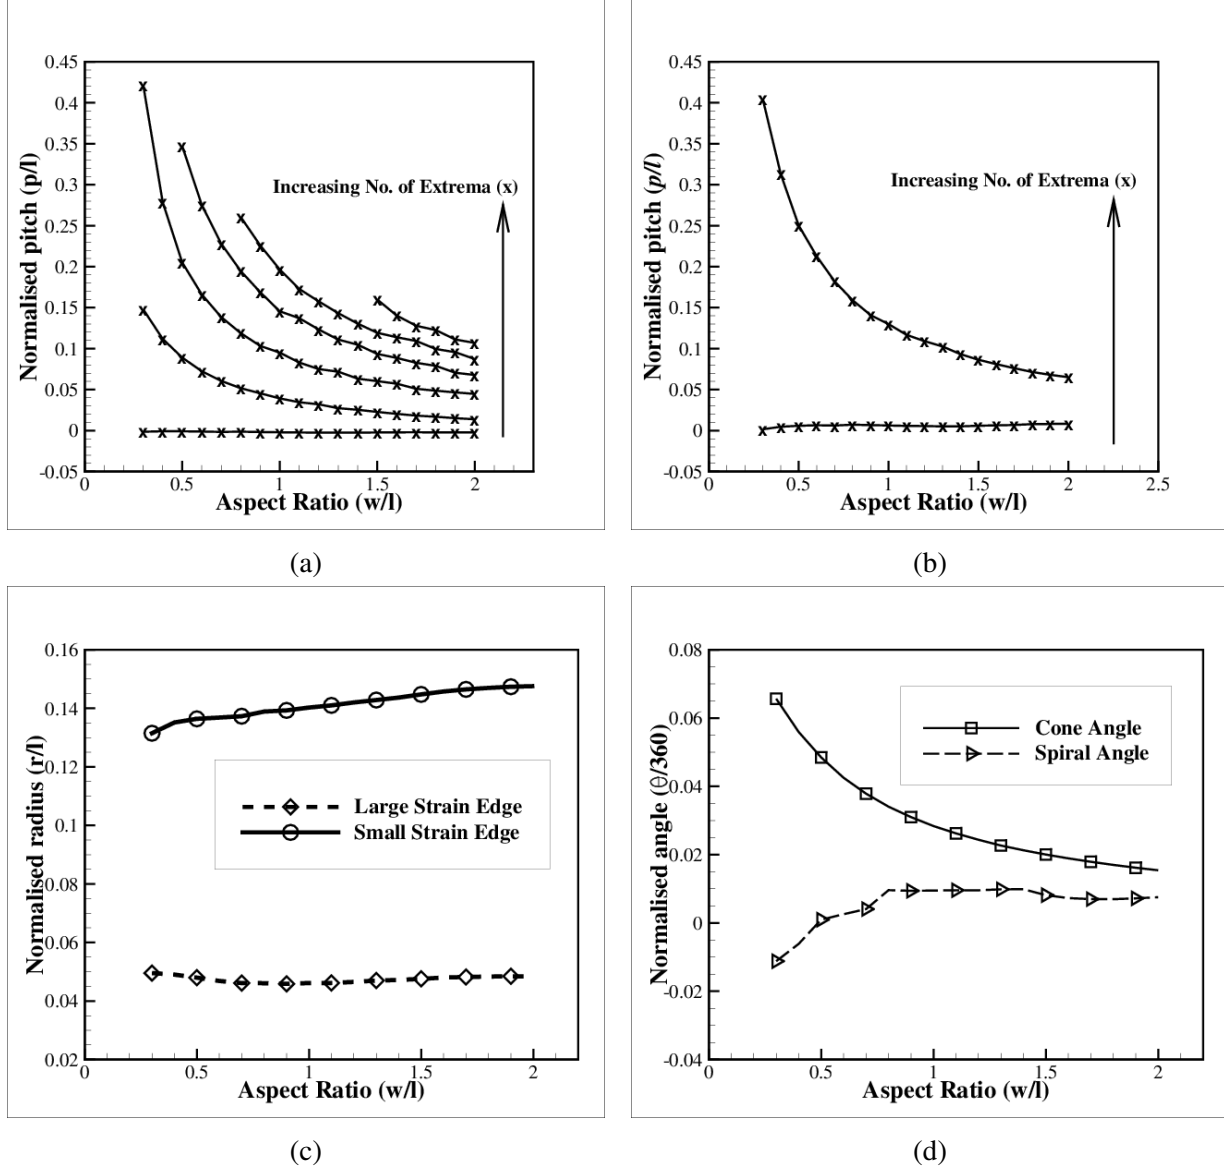 0.45
0.4
0.35
0.3
0.25
0.2
0.15
0.1
0.05
0
-0.05
Normalised pitch (p/l)
Increasing No. of Extrema (x)
0 0.5 1 1.5 2
Aspect Ratio (w/l)
(a)
0.45
0.4
0.35
0.3
0.25
0.2
0.15
0.1
0.05
0
-0.05
Normalised pitch (p/l)
Increasing No. of Extrema (x)
0 0.5 1 1.5 2 2.5
Aspect Ratio (w/l)
(b)
0.16
0.14
0.12
0.1
0.08
0.06
0.04
0.02
Normalised radius (r/l)
Large Strain Edge
Small Strain Edge
0 0.5 1 1.5 2
Aspect Ratio (w/l)
(c)
0.08
0.06
0.04
0.02
0
-0.02
-0.04
Normalised angle (θ/360)
Cone Angle
Spiral Angle
0 0.5 1 1.5 2
Aspect Ratio (w/l)
(d)